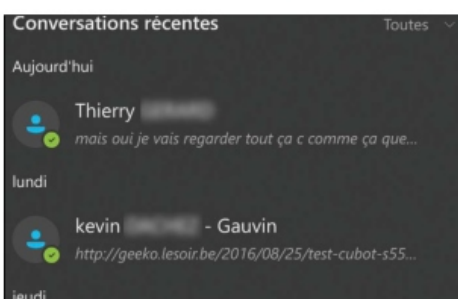 Conversations récentes Toutes
Aujourd'hui
Thierry
mais oui je vais regarder tout ça c comme ça que...
lundi
kevin - Gauvin
http://geeko.lesoir.be/2016/08/25/test-cubot-s55...
jeudi